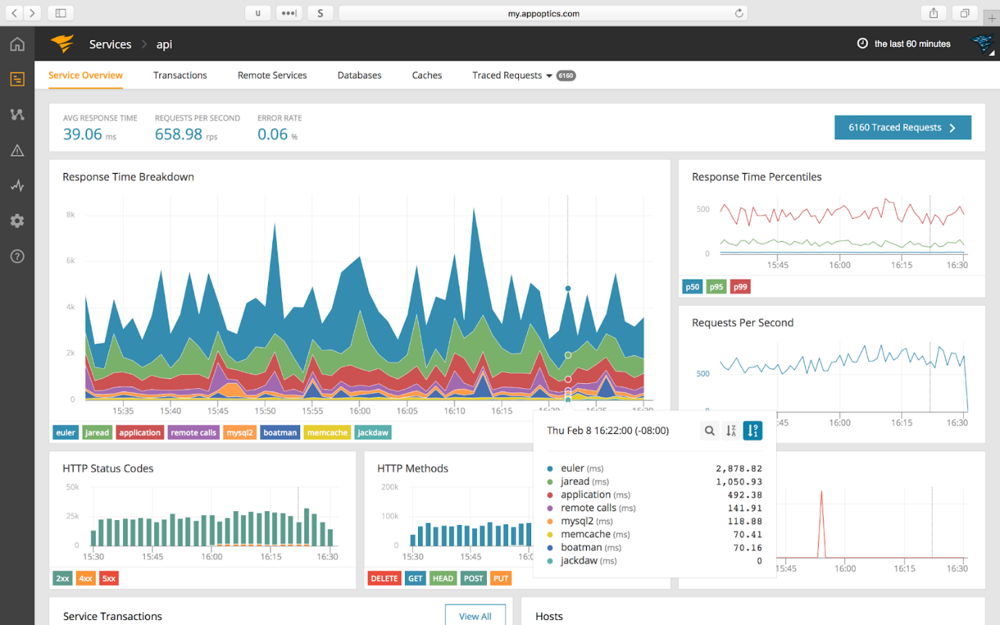 u
S
my.appoptics.com
Services
api
the last 60 minutes
Service Overview
Transactions
Remote Services
Databases
Caches
Traced Requests
6160
AVG RESPONSE TIME
REQUESTS PER SECOND
ERROR RATE
39.06 ms
658.98 rps
0.06 %
6160 Traced Requests
Response Time Breakdown
8k
6k
4k
2k
0
15:35
15:40
15:45
15:50
15:55
16:00
16:05
16:10
16:15
16:20
16:25
16:30
euler
jaread
application
remote calls
mysql2
boatman
memcache
jackdaw
Response Time Percentiles
500
0
15:45
16:00
16:15
16:30
p50
p95
p99
Requests Per Second
500
0
:45
16:00
16:15
16:30
Thu Feb 8 16:22:00 (-08:00)
Z
A
9
1
euler (ms) 2,878.82
jaread (ms) 1,050.93
application (ms) 492.38
remote calls (ms) 141.91
mysql2 (ms) 118.88
memcache (ms) 70.41
boatman (ms) 70.16
jackdaw (ms) 0
HTTP Status Codes
50k
25k
0
15:30
15:45
16:00
16:15
16:30
2xx
4xx
5xx
HTTP Methods
200k
100k
0
15:30
15:45
16:0
DELETE
GET
HEAD
POST
PUT
15:45
16:00
16:15
16:30
Service Transactions
View All
Hosts